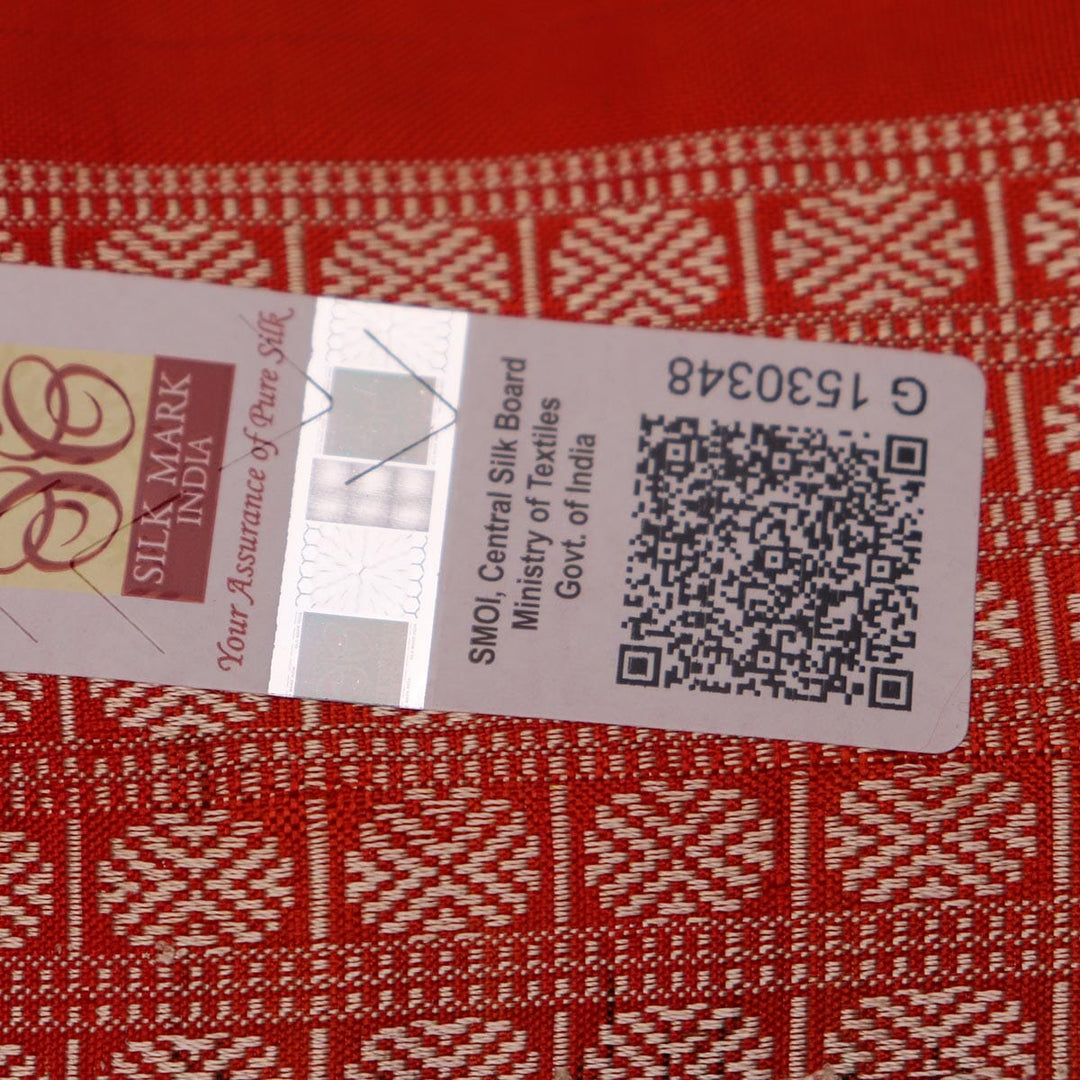 SILK MARK
INDIA
Your Assurance of Pure Silk
SMOI, Central Silk Board
Ministry of Textiles
Govt. of India
G 1530348